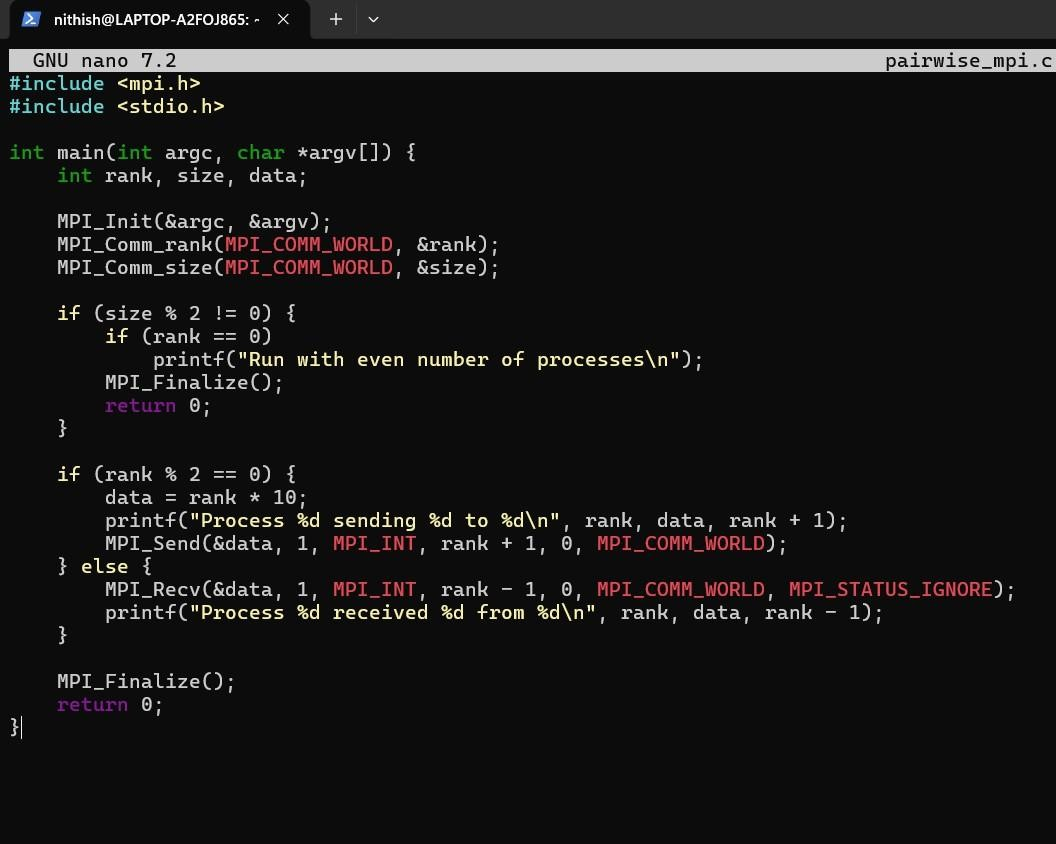 nithish@LAPTOP-A2FOJ865: ~
GNU nano 7.2 pairwise_mpi.c
#include <mpi.h>
#include <stdio.h>

int main(int argc, char *argv[]) {
    int rank, size, data;

    MPI_Init(&argc, &argv);
    MPI_Comm_rank(MPI_COMM_WORLD, &rank);
    MPI_Comm_size(MPI_COMM_WORLD, &size);

    if (size % 2 != 0) {
        if (rank == 0)
            printf("Run with even number of processes\n");
        MPI_Finalize();
        return 0;
    }

    if (rank % 2 == 0) {
        data = rank * 10;
        printf("Process %d sending %d to %d\n", rank, data, rank + 1);
        MPI_Send(&data, 1, MPI_INT, rank + 1, 0, MPI_COMM_WORLD);
    } else {
        MPI_Recv(&data, 1, MPI_INT, rank - 1, 0, MPI_COMM_WORLD, MPI_STATUS_IGNORE);
        printf("Process %d received %d from %d\n", rank, data, rank - 1);
    }

    MPI_Finalize();
    return 0;
}